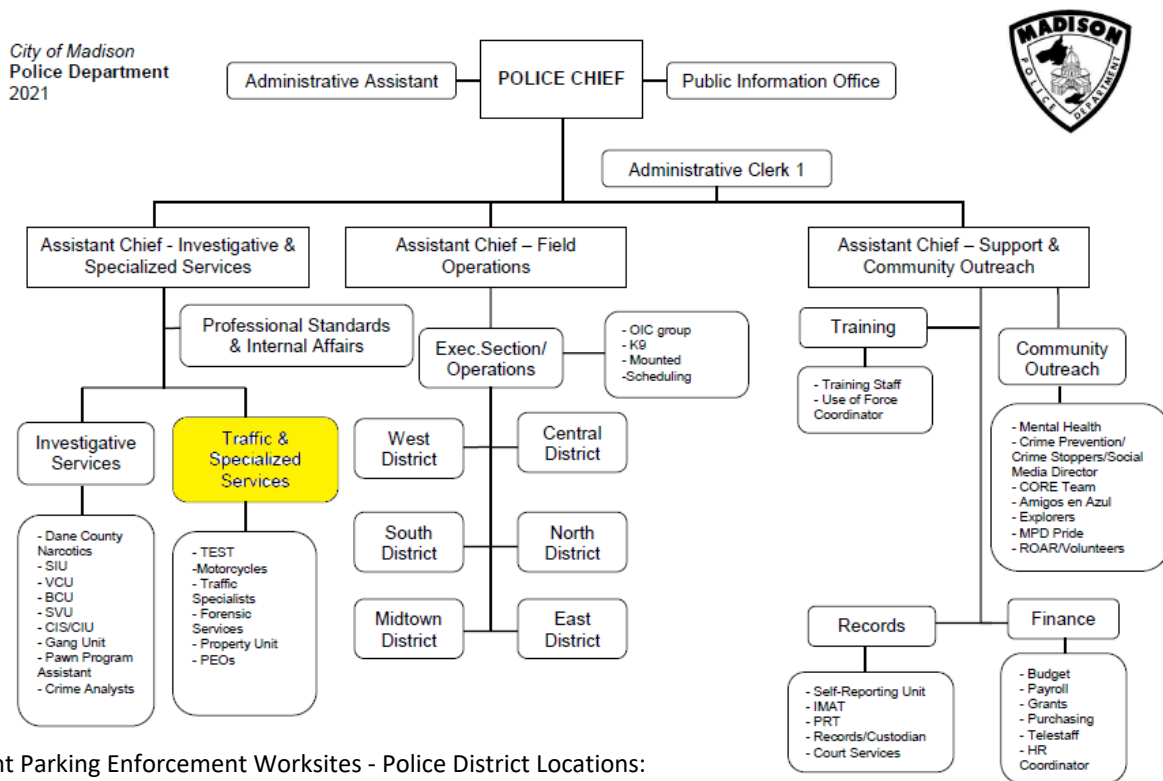 City of Madison
Police Department
2021
Administrative Assistant
POLICE CHIEF
Public Information Office
MADISON
POLICE
DEPARTMENT
Administrative Clerk 1
Assistant Chief - Investigative &
Specialized Services
Assistant Chief – Field
Operations
Assistant Chief – Support &
Community Outreach
Professional Standards
& Internal Affairs
Exec.Section/
Operations
- OIC group
- K9
- Mounted
-Scheduling
Training
- Training Staff
- Use of Force
Coordinator
Community
Outreach
- Mental Health
- Crime Prevention/
Crime Stoppers/Social
Media Director
- CORE Team
- Amigos en Azul
- Explorers
- MPD Pride
- ROAR/Volunteers
Investigative
Services
- Dane County
Narcotics
- SIU
- VCU
- BCU
- SVU
- CIS/CIU
- Gang Unit
- Pawn Program
Assistant
- Crime Analysts
Traffic &
Specialized
Services
- TEST
-Motorcycles
- Traffic
Specialists
- Forensic
Services
- Property Unit
- PEOs
West
District
Central
District
South
District
North
District
Midtown
District
East
District
Records
- Self-Reporting Unit
- IMAT
- PRT
- Records/Custodian
- Court Services
Finance
- Budget
- Payroll
- Grants
- Purchasing
- Telestaff
- HR
Coordinator
nt Parking Enforcement Worksites - Police District Locations: